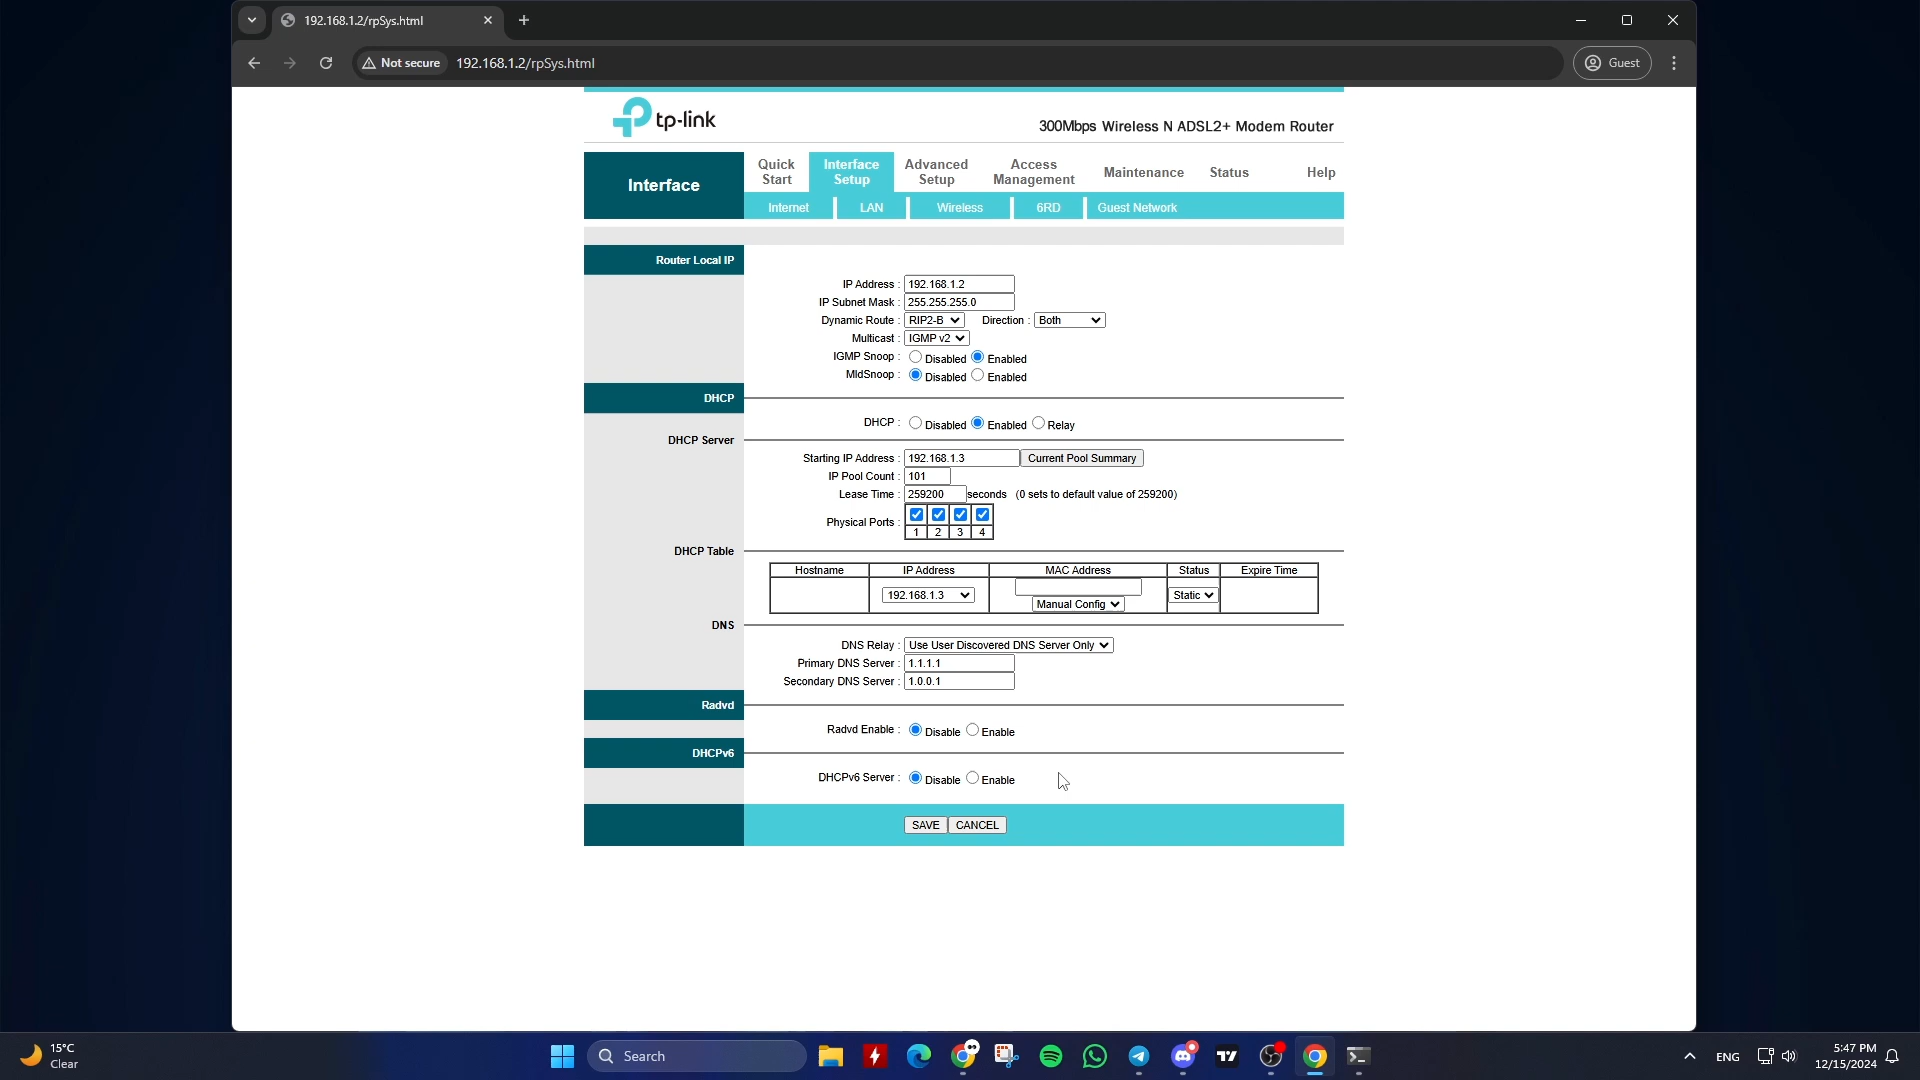 192.168.1.2/rpSys.html
Not secure
192.168.1.2/rpSys.html
Guest
tp-link
300Mbps Wireless N ADSL2+ Modem Router
Interface
Quick Start
Interface Setup
Advanced Setup
Access Management
Maintenance
Status
Help
Internet
LAN
Wireless
6RD
Guest Network
Router Local IP
IP Address : 192.168.1.2
IP Subnet Mask : 255.255.255.0
Dynamic Route : RIP2-B Direction : Both
Multicast : IGMP v2
IGMP Snoop : Disabled Enabled
MldSnoop : Disabled Enabled
DHCP
DHCP : Disabled Enabled Relay
DHCP Server
Starting IP Address : 192.168.1.3 Current Pool Summary
IP Pool Count : 101
Lease Time : 259200 seconds (0 sets to default value of 259200)
Physical Ports :
1 2 3 4
DHCP Table
Hostname IP Address MAC Address Status Expire Time
192.168.1.3 Manual Config Static
DNS
DNS Relay : Use User Discovered DNS Server Only
Primary DNS Server : 1.1.1.1
Secondary DNS Server : 1.0.0.1
Radvd
Radvd Enable : Disable Enable
DHCPv6
DHCPv6 Server : Disable Enable
SAVE CANCEL
15°C
Clear
Search
ENG
5:47 PM
12/15/2024